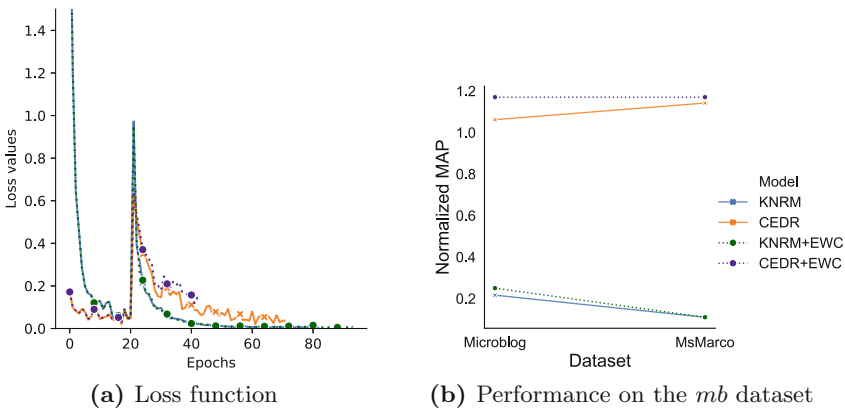 1.4
1.2
1.0
0.8
0.6
0.4
0.2
0.0
Loss values
0 20 40 60 80
Epochs
(a) Loss function
1.2
1.0
0.8
0.6
0.4
0.2
Normalized MAP
Microblog MsMarco
Dataset
Model
KNRM
CEDR
KNRM+EWC
CEDR+EWC
(b) Performance on the mb dataset